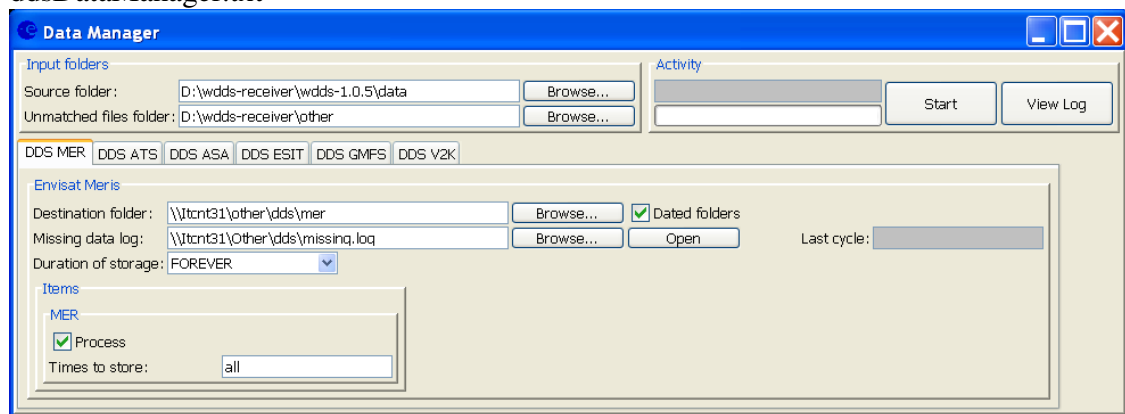 Data Manager
Input folders
Source folder: D:\wdds-receiver\wdds-1.0.5\data Browse...
Unmatched files folder: D:\wdds-receiver\other Browse...
Activity
Start View Log
DDS MER DDS ATS DDS ASA DDS ESIT DDS GMFS DDS V2K
Envisat Meris
Destination folder: \\Itcnt31\other\dds\mer Browse... Dated folders
Missing data log: \\Itcnt31\Other\dds\missing.log Browse... Open Last cycle:
Duration of storage: FOREVER
Items
MER
Process
Times to store: all